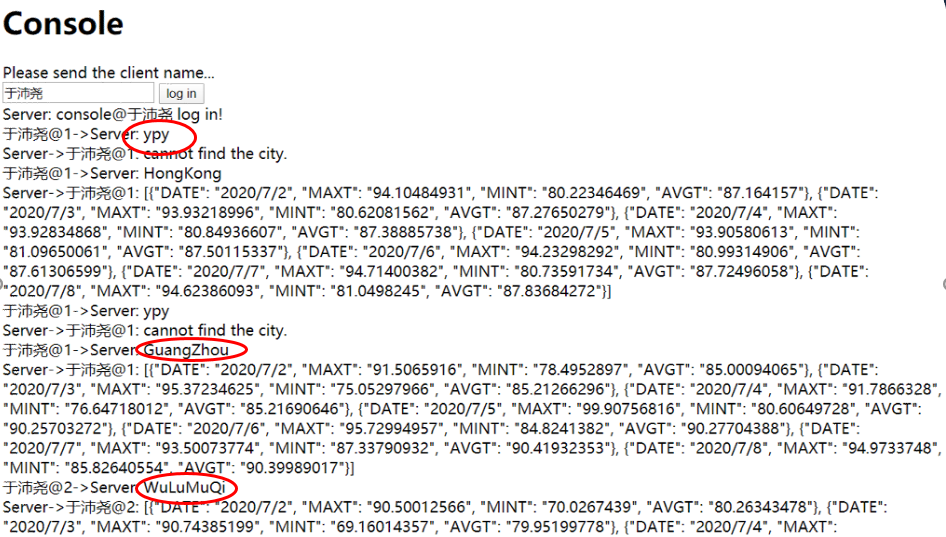 Console
Please send the client name...
于沛尧 log in
Server: console@于沛尧 log in!
于沛尧@1->Server: ypy
Server->于沛尧@1: cannot find the city.
于沛尧@1->Server: HongKong
Server->于沛尧@1: [{"DATE": "2020/7/2", "MAXT": "94.10484931", "MINT": "80.22346469", "AVGT": "87.164157"}, {"DATE":
"2020/7/3", "MAXT": "93.93218996", "MINT": "80.62081562", "AVGT": "87.27650279"}, {"DATE": "2020/7/4", "MAXT":
"93.92834868", "MINT": "80.84936607", "AVGT": "87.38885738"}, {"DATE": "2020/7/5", "MAXT": "93.90580613", "MINT":
"81.09650061", "AVGT": "87.50115337"}, {"DATE": "2020/7/6", "MAXT": "94.23298292", "MINT": "80.99314906", "AVGT":
"87.61306599"}, {"DATE": "2020/7/7", "MAXT": "94.71400382", "MINT": "80.73591734", "AVGT": "87.72496058"}, {"DATE":
"2020/7/8", "MAXT": "94.62386093", "MINT": "81.0498245", "AVGT": "87.83684272"}]
于沛尧@1->Server: ypy
Server->于沛尧@1: cannot find the city.
于沛尧@1->Server: GuangZhou
Server->于沛尧@1: [{"DATE": "2020/7/2", "MAXT": "91.5065916", "MINT": "78.4952897", "AVGT": "85.00094065"}, {"DATE":
"2020/7/3", "MAXT": "95.37234625", "MINT": "75.05297966", "AVGT": "85.21266296"}, {"DATE": "2020/7/4", "MAXT": "91.7866328",
"MINT": "76.64718012", "AVGT": "85.21690646"}, {"DATE": "2020/7/5", "MAXT": "99.90756816", "MINT": "80.60649728", "AVGT":
"90.25703272"}, {"DATE": "2020/7/6", "MAXT": "95.72994957", "MINT": "84.8241382", "AVGT": "90.27704388"}, {"DATE":
"2020/7/7", "MAXT": "93.50073774", "MINT": "87.33790932", "AVGT": "90.41932353"}, {"DATE": "2020/7/8", "MAXT": "94.9733748",
"MINT": "85.82640554", "AVGT": "90.39989017"}]
于沛尧@2->Server: WuLuMuQi
Server->于沛尧@2: [{"DATE": "2020/7/2", "MAXT": "90.50012566", "MINT": "70.0267439", "AVGT": "80.26343478"}, {"DATE":
"2020/7/3", "MAXT": "90.74385199", "MINT": "69.16014357", "AVGT": "79.95199778"}, {"DATE": "2020/7/4", "MAXT":